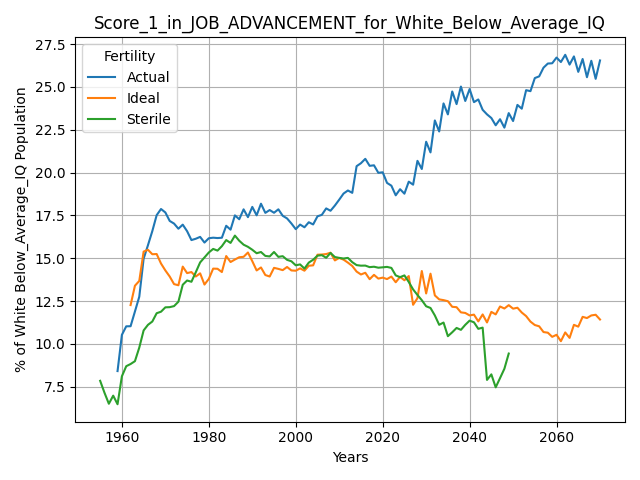 Score_1_in_JOB_ADVANCEMENT_for_White_Below_Average_IQ
% of White Below_Average_IQ Population
27.5
25.0
22.5
20.0
17.5
15.0
12.5
10.0
7.5
Fertility
Actual
Ideal
Sterile
1960 1980 2000 2020 2040 2060
Years